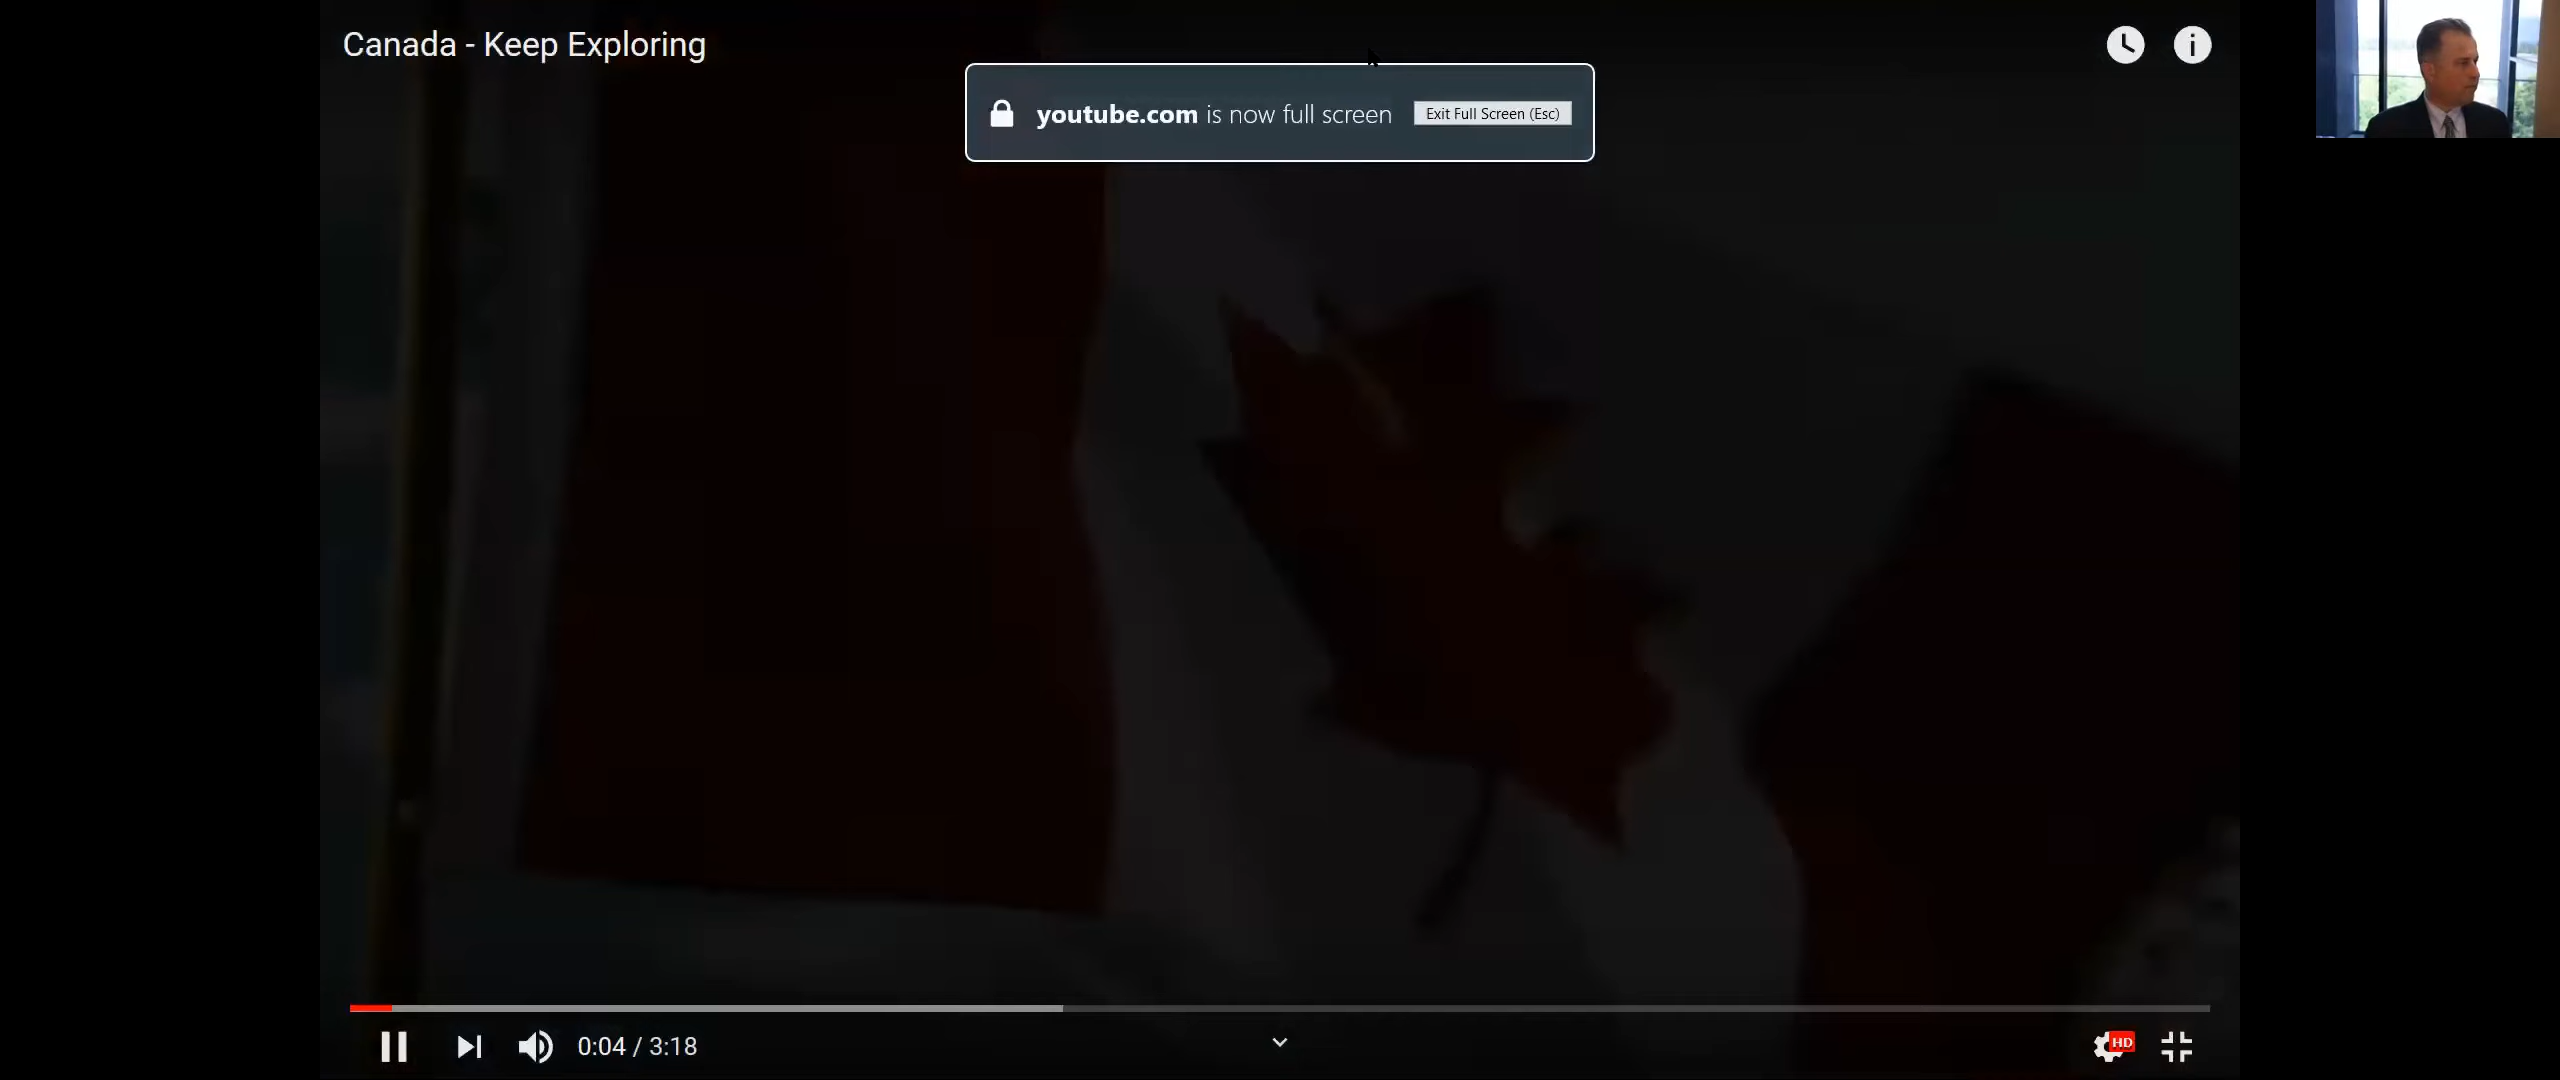 Canada - Keep Exploring
youtube.com is now full screen
Exit Full Screen (Esc)
0:04 / 3:18
HD